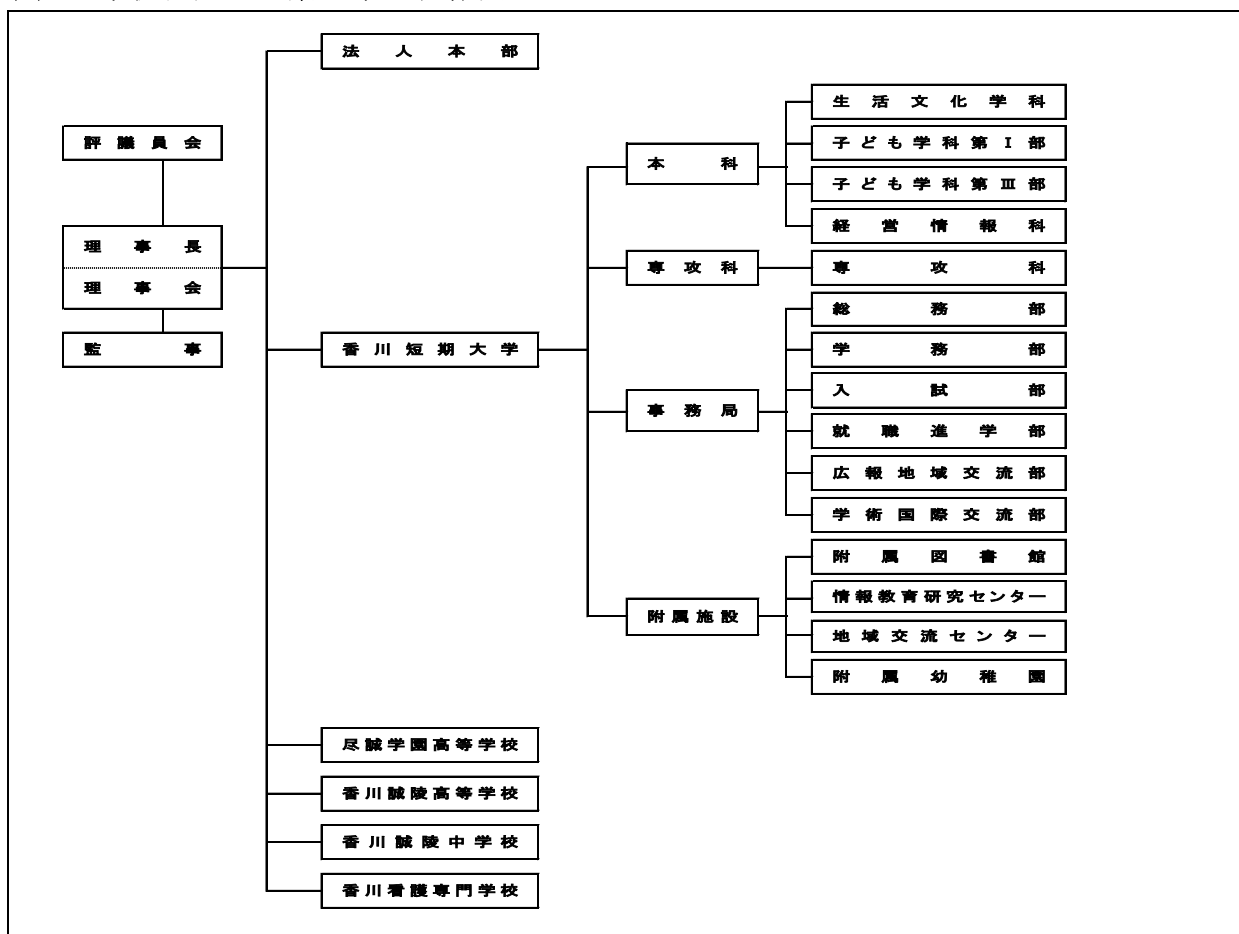 法人本部
評議員会
理事長
理事会
監事
香川短期大学
本科
生活文化学科
子ども学科第Ⅰ部
子ども学科第Ⅲ部
経営情報科
専攻科
専攻科
事務局
総務部
学務部
入試部
就職進学部
広報地域交流部
学術国際交流部
附属施設
附属図書館
情報教育研究センター
地域交流センター
附属幼稚園
尽誠学園高等学校
香川誠陵高等学校
香川誠陵中学校
香川看護専門学校